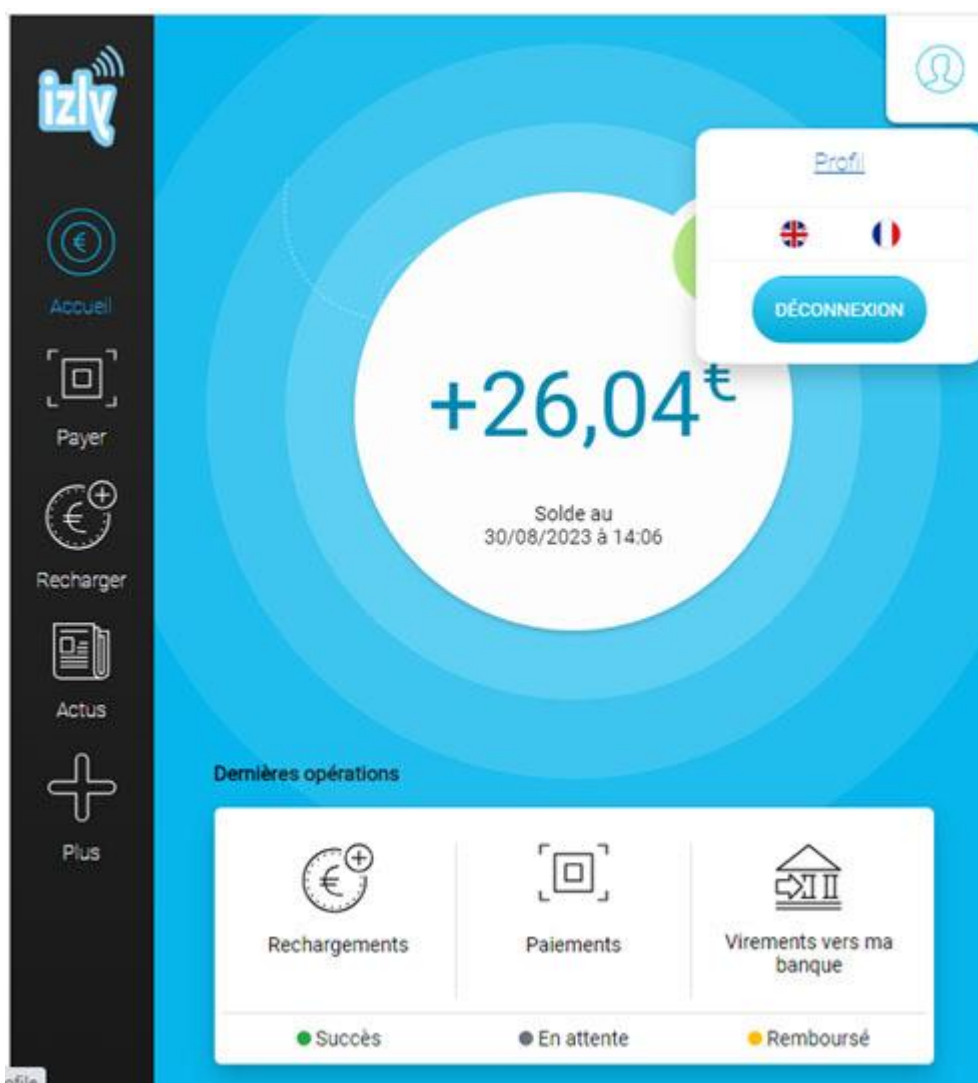 izly
Profil
DÉCONNEXION
Accueil
Payer
Recharger
Actus
Plus
+26,04€
Solde au
30/08/2023 à 14:06
Dernières opérations
Rechargements
Paiements
Virements vers ma
banque
Succès
En attente
Remboursé